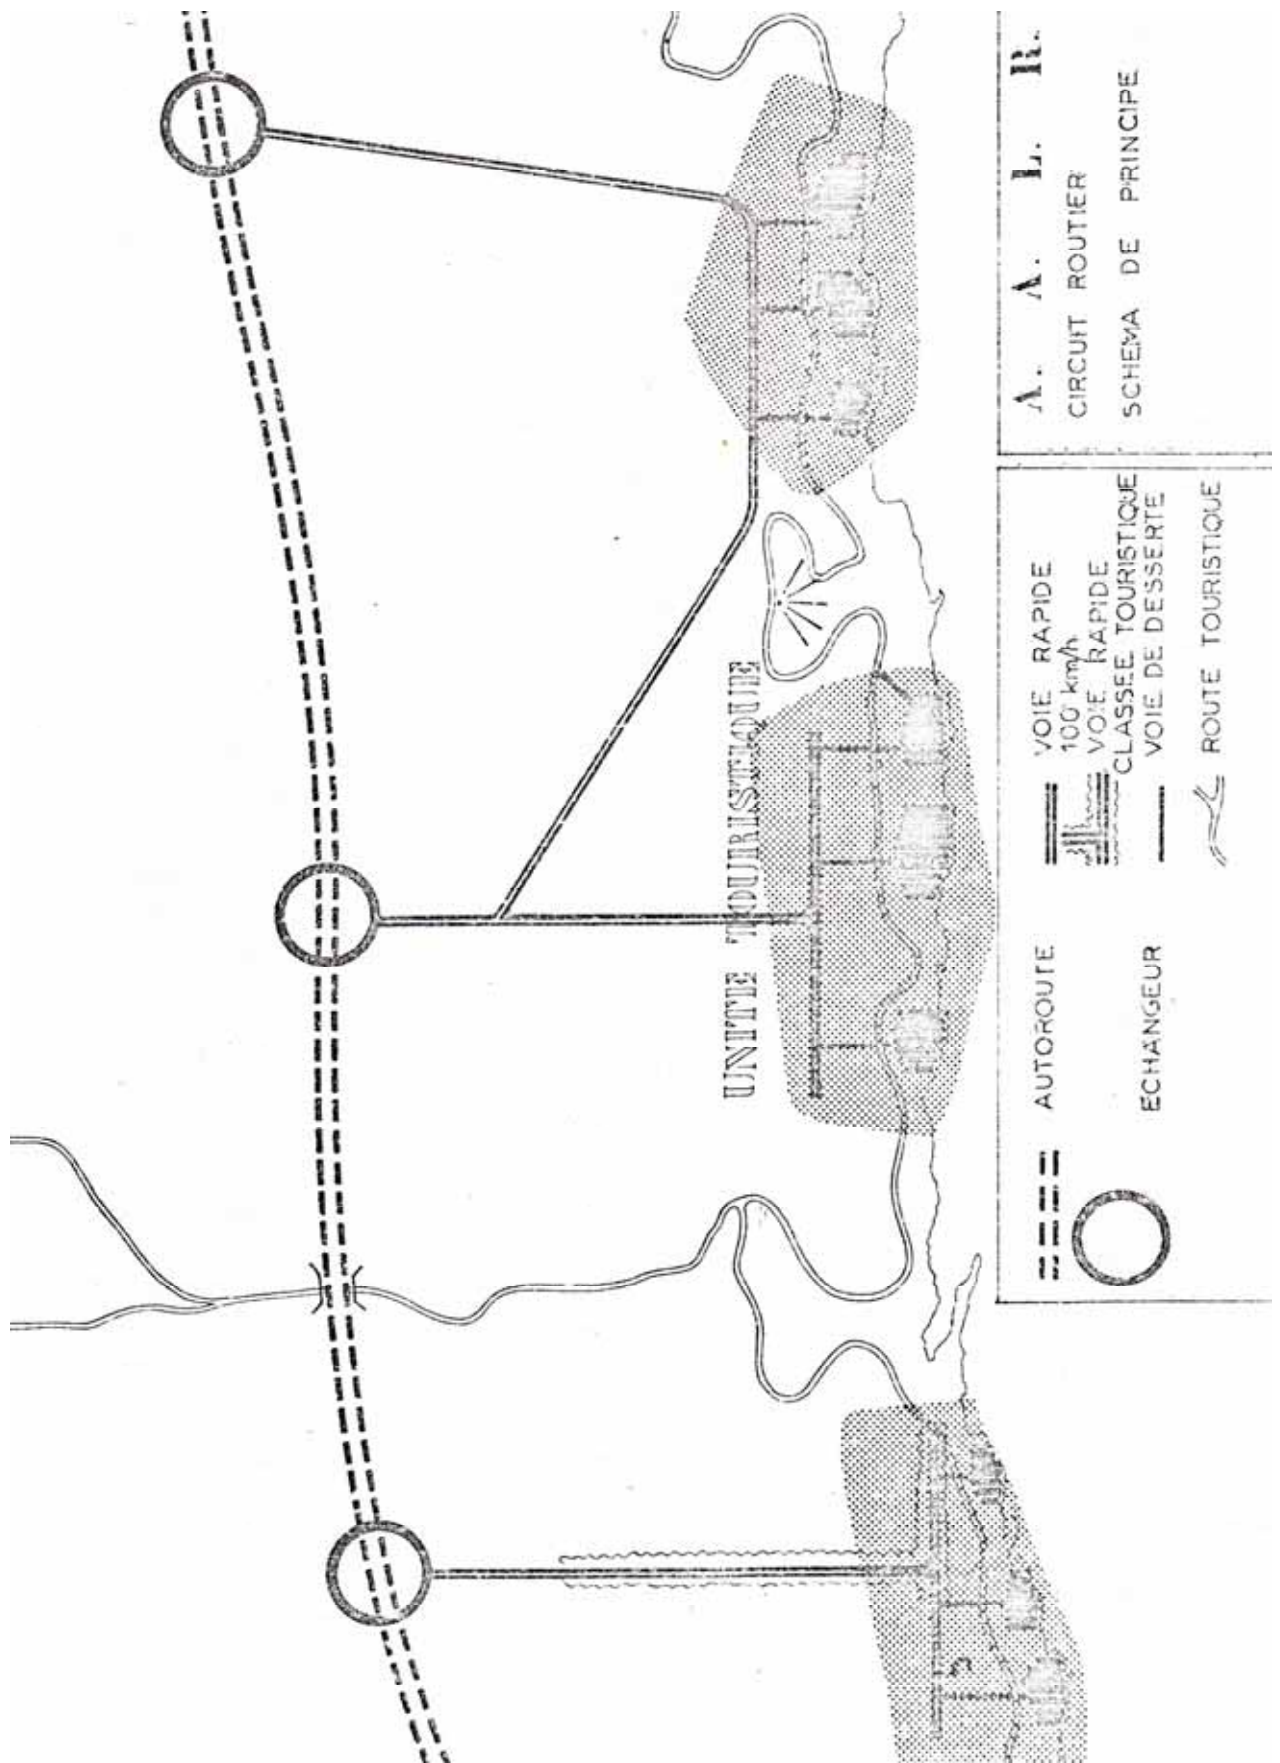 UNITE TOURISTIQUE
AUTOROUTE
ECHANGEUR
VOIE RAPIDE
100 km/h
VOIE RAPIDE
CLASSEE TOURISTIQUE
VOIE DE DESSERTE
ROUTE TOURISTIQUE
A. A. L. R.
CIRCUIT ROUTIER
SCHEMA DE PRINCIPE